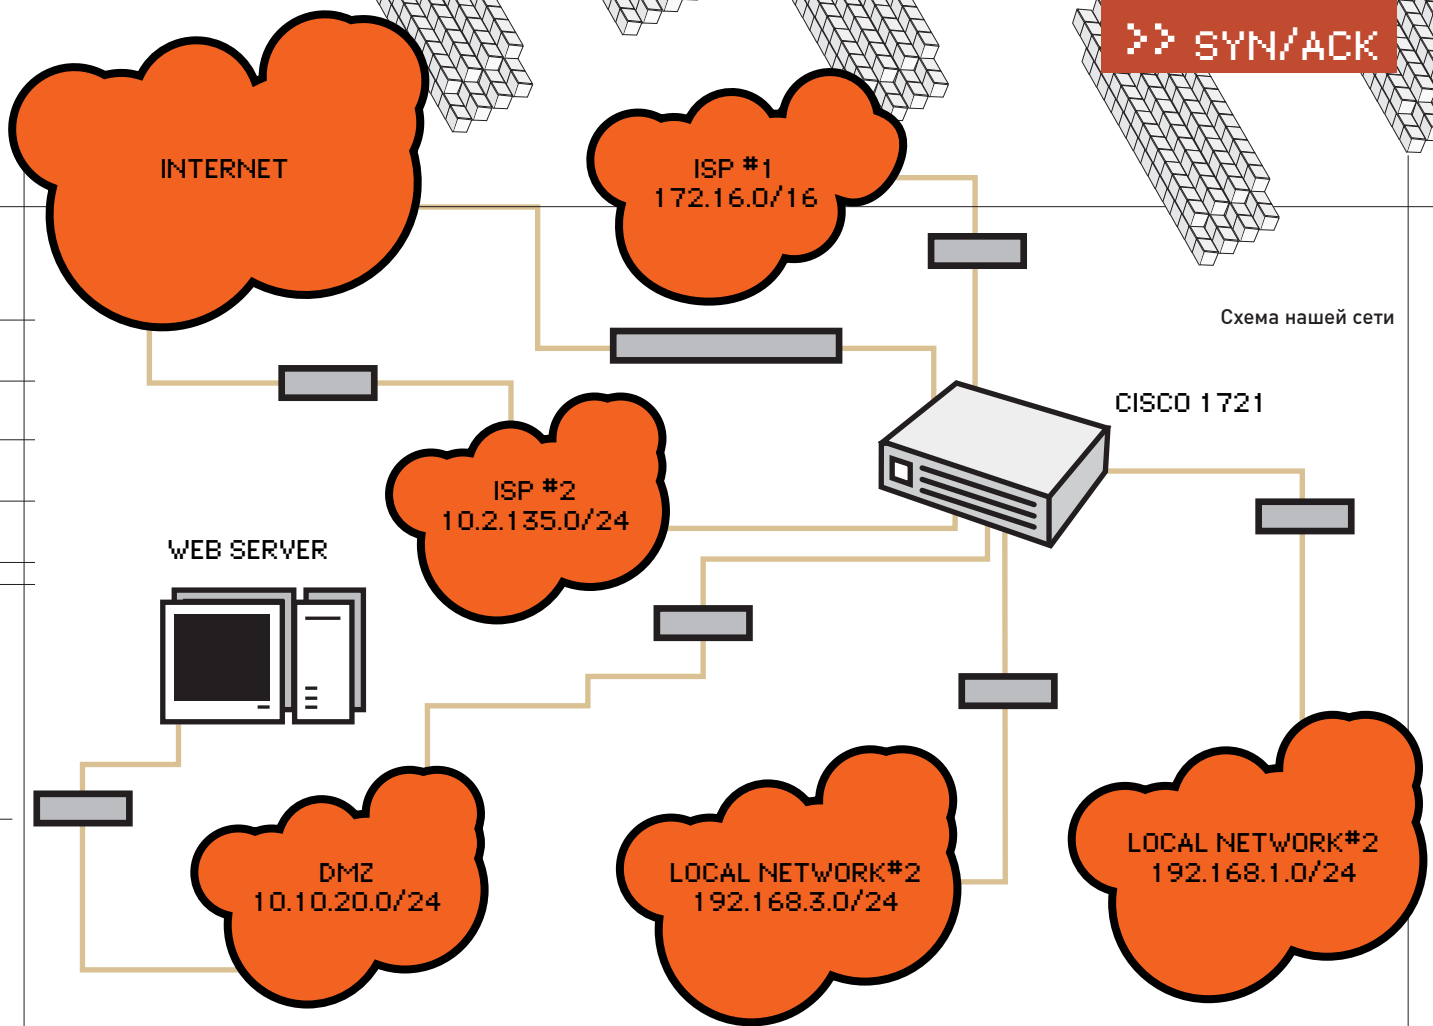 >> SYN/ACK
INTERNET
ISP #1
172.16.0/16
Схема нашей сети
CISCO 1721
ISP #2
10.2.135.0/24
WEB SERVER
DMZ
10.10.20.0/24
LOCAL NETWORK#2
192.168.3.0/24
LOCAL NETWORK#2
192.168.1.0/24